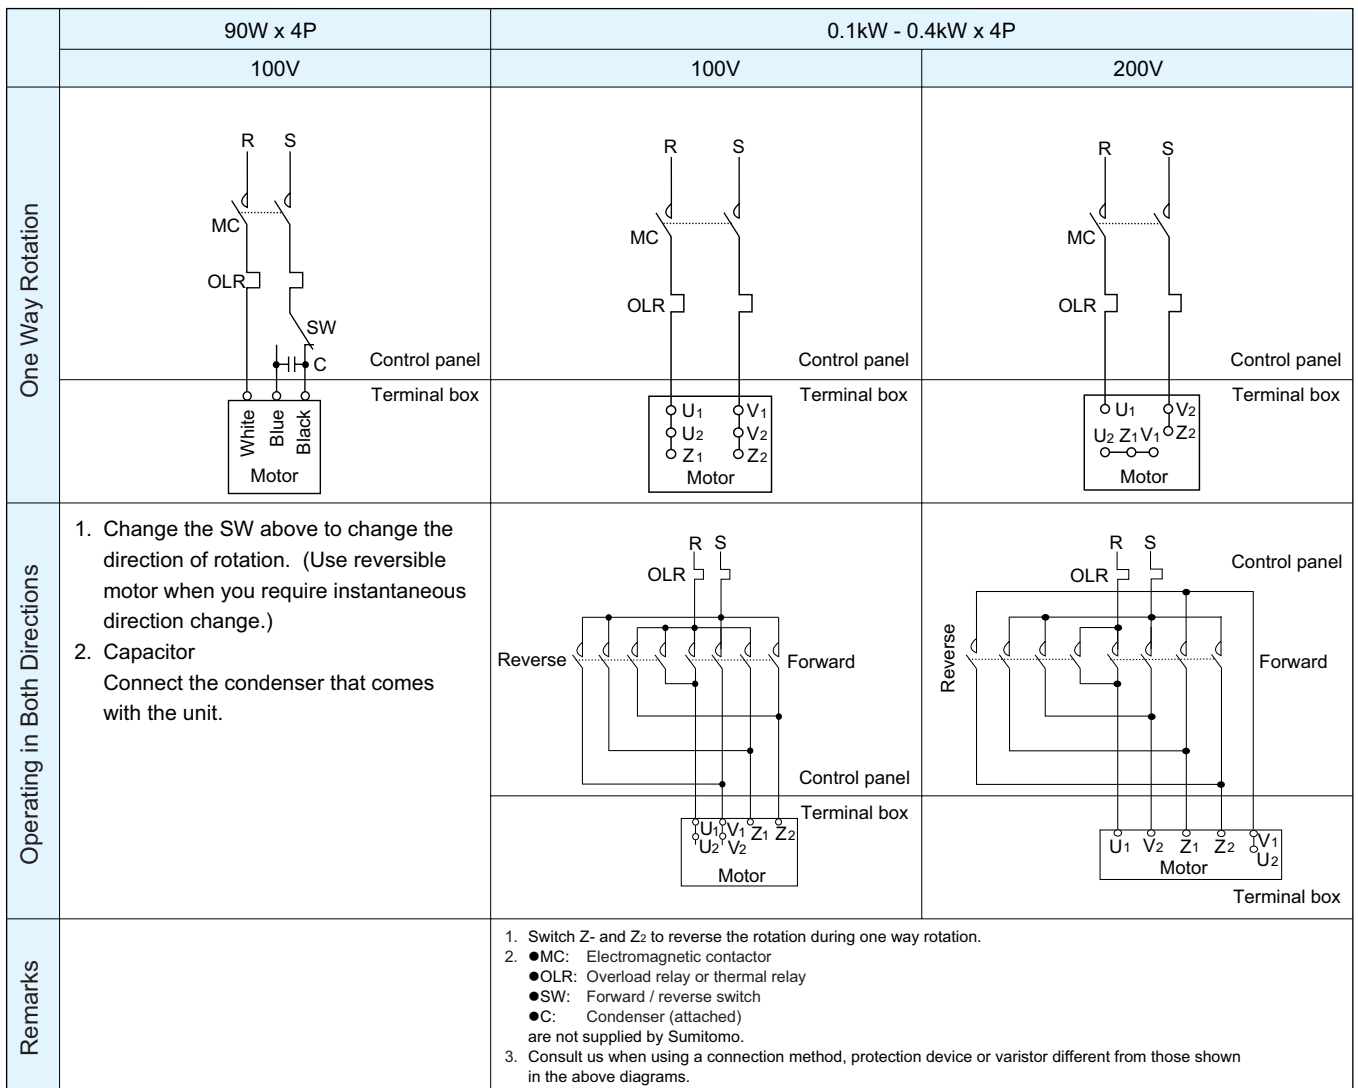 90W x 4P
0.1kW - 0.4kW x 4P
100V
100V
200V
One Way Rotation
R S
MC
OLR
SW
C
Control panel
Terminal box
White
Blue
Black
Motor
R S
MC
OLR
Control panel
Terminal box
U1 V1
U2 V2
Z1 Z2
Motor
R S
MC
OLR
Control panel
Terminal box
U1 V2
U2 Z1 V1 Z2
Motor
Operating in Both Directions
1. Change the SW above to change the
direction of rotation. (Use reversible
motor when you require instantaneous
direction change.)
2. Capacitor
Connect the condenser that comes
with the unit.
R S
OLR
Reverse
Forward
Control panel
Terminal box
U1 V1 Z1 Z2
U2 V2
Motor
R S
Control panel
OLR
Reverse
Forward
U1 V2 Z1 Z2 V1
U2
Motor
Terminal box
Remarks
1. Switch Z- and Z2 to reverse the rotation during one way rotation.
2. ●MC: Electromagnetic contactor
●OLR: Overload relay or thermal relay
●SW: Forward / reverse switch
●C: Condenser (attached)
are not supplied by Sumitomo.
3. Consult us when using a connection method, protection device or varistor different from those shown
in the above diagrams.